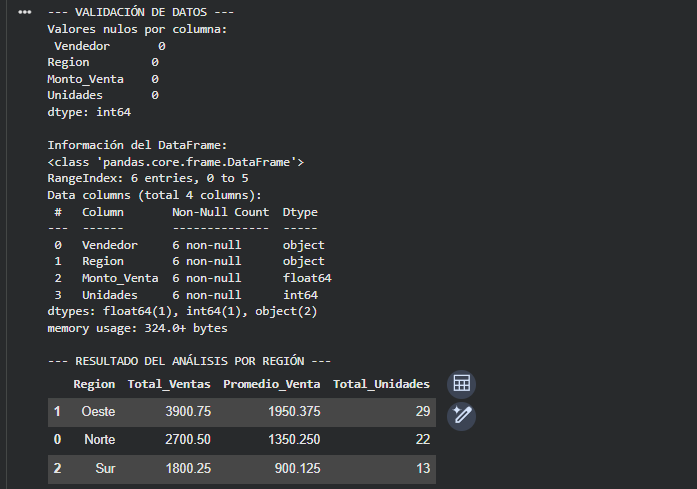 --- VALIDACIÓN DE DATOS ---
Valores nulos por columna:
 Vendedor       0
Region         0
Monto_Venta    0
Unidades       0
dtype: int64
Información del DataFrame:
<class 'pandas.core.frame.DataFrame'>
RangeIndex: 6 entries, 0 to 5
Data columns (total 4 columns):
 #   Column       Non-Null Count  Dtype
---  ------       --------------  -----
 0   Vendedor     6 non-null      object
 1   Region       6 non-null      object
 2   Monto_Venta  6 non-null      float64
 3   Unidades     6 non-null      int64
dtypes: float64(1), int64(1), object(2)
memory usage: 324.0+ bytes
--- RESULTADO DEL ANÁLISIS POR REGIÓN ---
Region Total_Ventas Promedio_Venta Total_Unidades
1 Oeste 3900.75 1950.375 29
0 Norte 2700.50 1350.250 22
2 Sur 1800.25 900.125 13